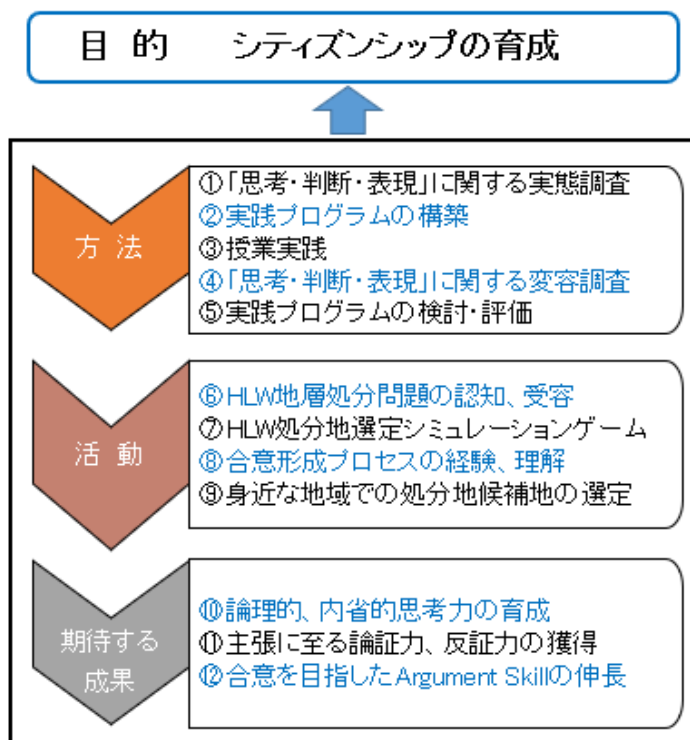 目 的　シティズンシップの育成
方 法
①「思考・判断・表現」に関する実態調査
②実践プログラムの構築
③授業実践
④「思考・判断・表現」に関する変容調査
⑤実践プログラムの検討・評価
活 動
⑥HLW地層処分問題の認知、受容
⑦HLW処分地選定シミュレーションゲーム
⑧合意形成プロセスの経験、理解
⑨身近な地域での処分地候補地の選定
期待する
成果
⑩論理的、内省的思考力の育成
⑪主張に至る論証力、反証力の獲得
⑫合意を目指したArgument Skillの伸長